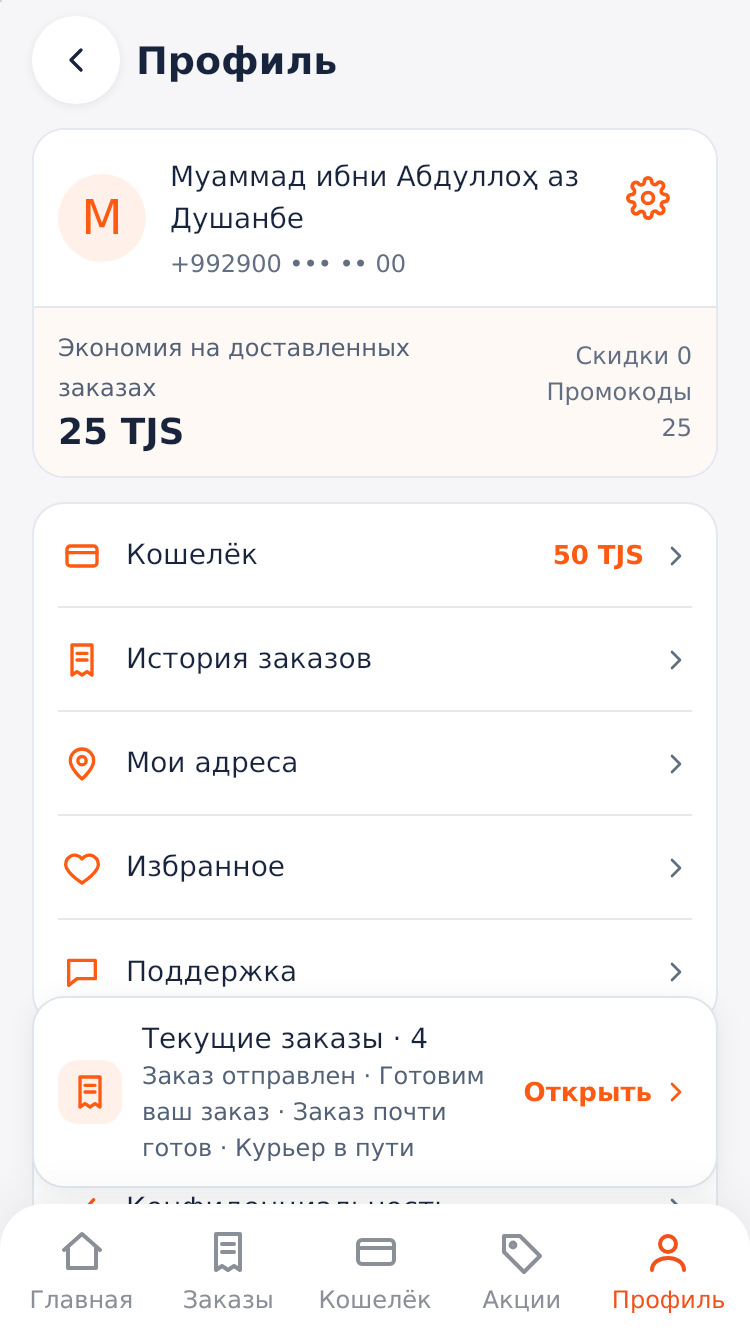 Профиль
М
Муаммад ибни Абдуллоҳ аз
Душанбе
+992900 ••• •• 00
Экономия на доставленных
заказах
25 TJS
Скидки 0
Промокоды
25
Кошелёк
50 TJS
История заказов
Мои адреса
Избранное
Поддержка
Текущие заказы · 4
Заказ отправлен · Готовим
ваш заказ · Заказ почти
готов · Курьер в пути
Открыть
Конфиденциальность
Главная
Заказы
Кошелёк
Акции
Профиль